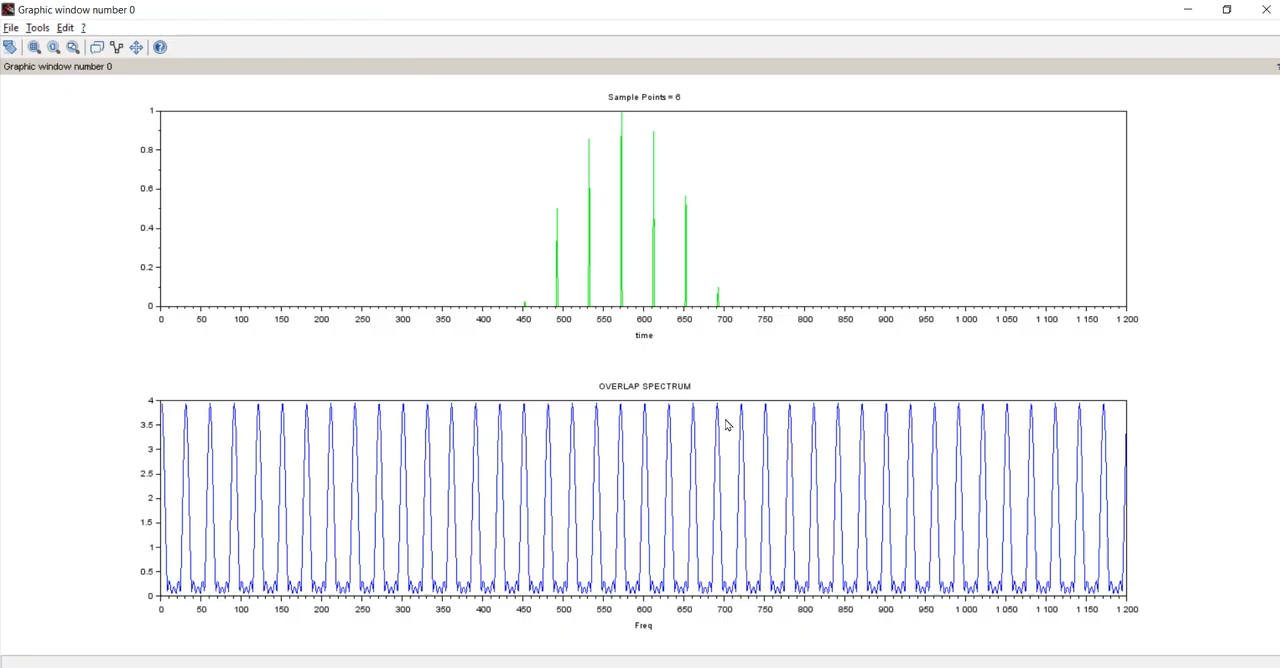 Graphic window number 0
File Tools Edit ?
Graphic window number 0
?
Sample Points = 6
1
0.8
0.6
0.4
0.2
0
0 50 100 150 200 250 300 350 400 450 500 550 600 650 700 750 800 850 900 950 1 000 1 050 1 100 1 150 1 200
time
OVERLAP SPECTRUM
4
3.5
3
2.5
2
1.5
1
0.5
0
0 50 100 150 200 250 300 350 400 450 500 550 600 650 700 750 800 850 900 950 1 000 1 050 1 100 1 150 1 200
Freq